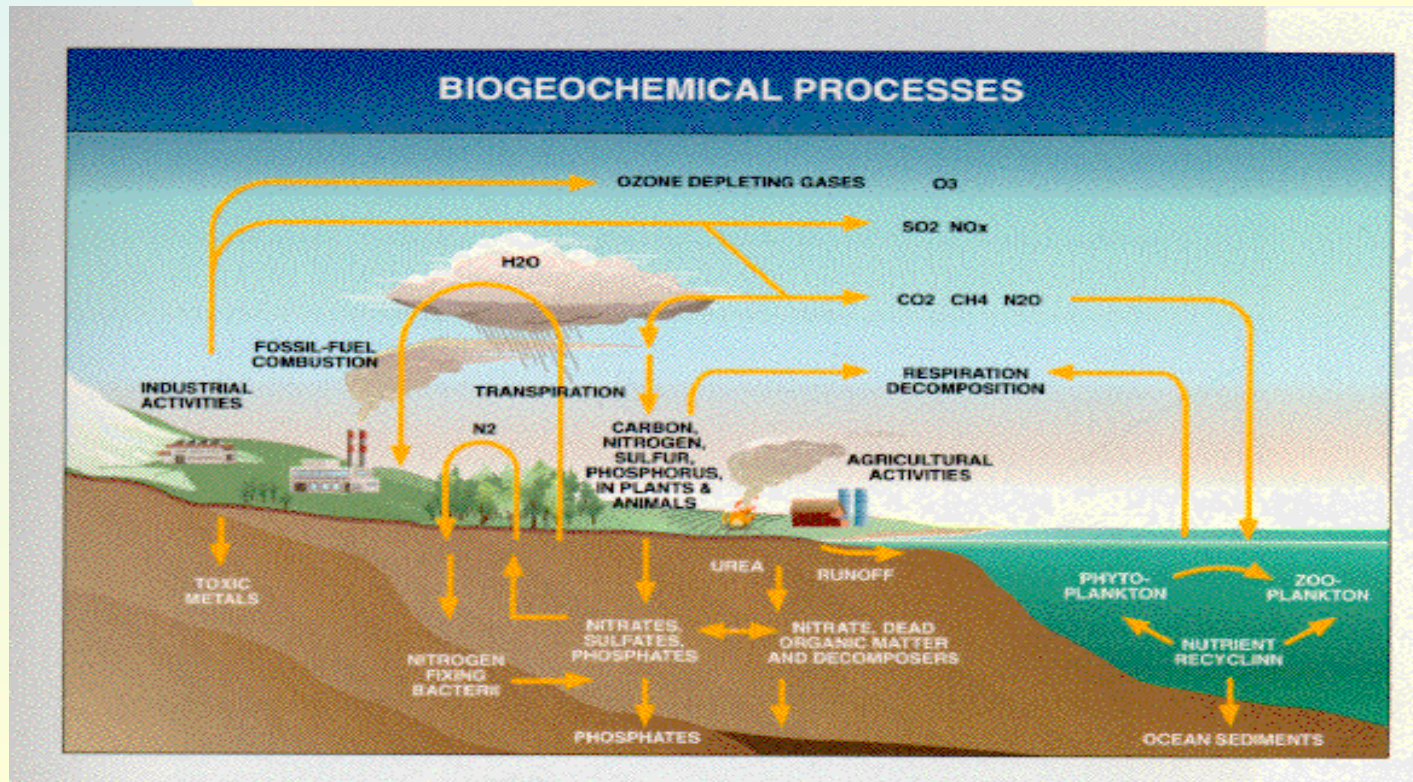 BIOGEOCHEMICAL PROCESSES
OZONE DEPLETING GASES O3
SO2 NOx
H2O
CO2 CH4 N2O
FOSSIL-FUEL
COMBUSTION
INDUSTRIAL
ACTIVITIES
TRANSPIRATION
RESPIRATION
DECOMPOSITION
N2
CARBON,
NITROGEN,
SULFUR,
PHOSPHORUS,
IN PLANTS &
ANIMALS
AGRICULTURAL
ACTIVITIES
TOXIC
METALS
UREA
RUNOFF
PHYTO-
PLANKTON
ZOO-
PLANKTON
NITRATES,
SULFATES,
PHOSPHATES
NITRATE, DEAD
ORGANIC MATTER
AND DECOMPOSERS
NUTRIENT
RECYCLINN
NITROGEN
FIXING
BACTERII
PHOSPHATES
OCEAN SEDIMENTS